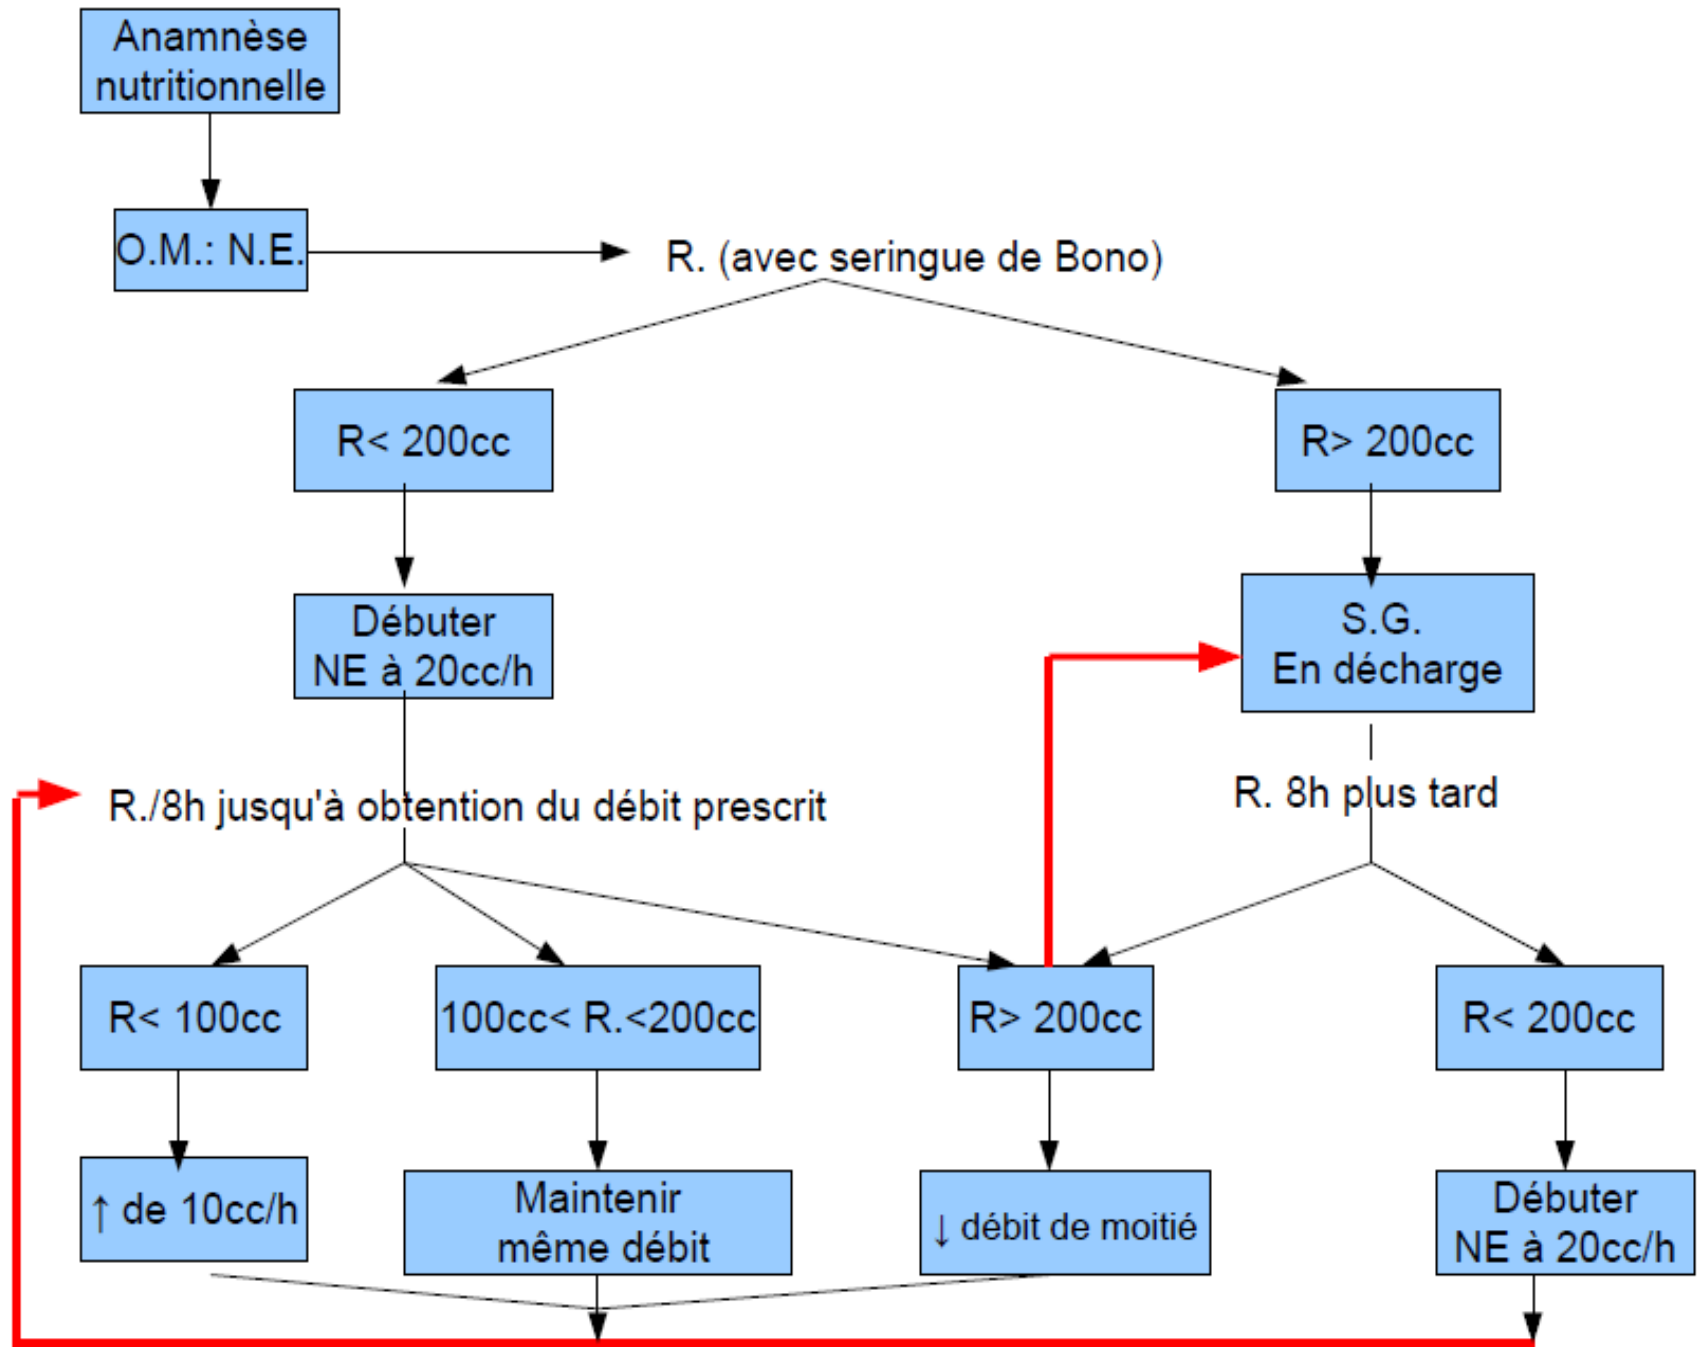 Anamnèse
nutritionnelle
O.M.: N.E.
R. (avec seringue de Bono)
R< 200cc
R> 200cc
Débuter
NE à 20cc/h
S.G.
En décharge
R./8h jusqu'à obtention du débit prescrit
R. 8h plus tard
R< 100cc
100cc< R.<200cc
R> 200cc
R< 200cc
↑ de 10cc/h
Maintenir
même débit
↓ débit de moitié
Débuter
NE à 20cc/h